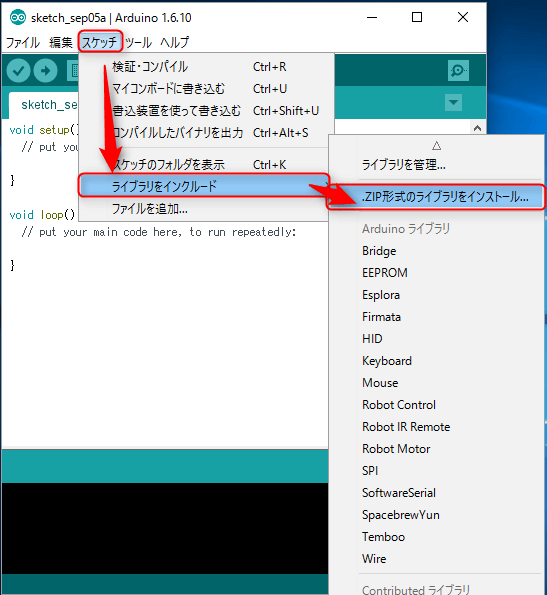 sketch_sep05a | Arduino 1.6.10
ファイル 編集 スケッチ ツール ヘルプ
検証・コンパイル Ctrl+R
マイコンボードに書き込む Ctrl+U
書込装置を使って書き込む Ctrl+Shift+U
コンパイルしたバイナリを出力 Ctrl+Alt+S
スケッチのフォルダを表示 Ctrl+K
ライブラリをインクルード
ファイルを追加...
sketch_sep
void setup()
// put you
}
void loop()
// put your main code here, to run repeatedly:
}
ライブラリを管理...
.ZIP形式のライブラリをインストール...
Arduino ライブラリ
Bridge
EEPROM
Esplora
Firmata
HID
Keyboard
Mouse
Robot Control
Robot IR Remote
Robot Motor
SPI
SoftwareSerial
SpacebrewYun
Temboo
Wire
Contributed ライブラリ